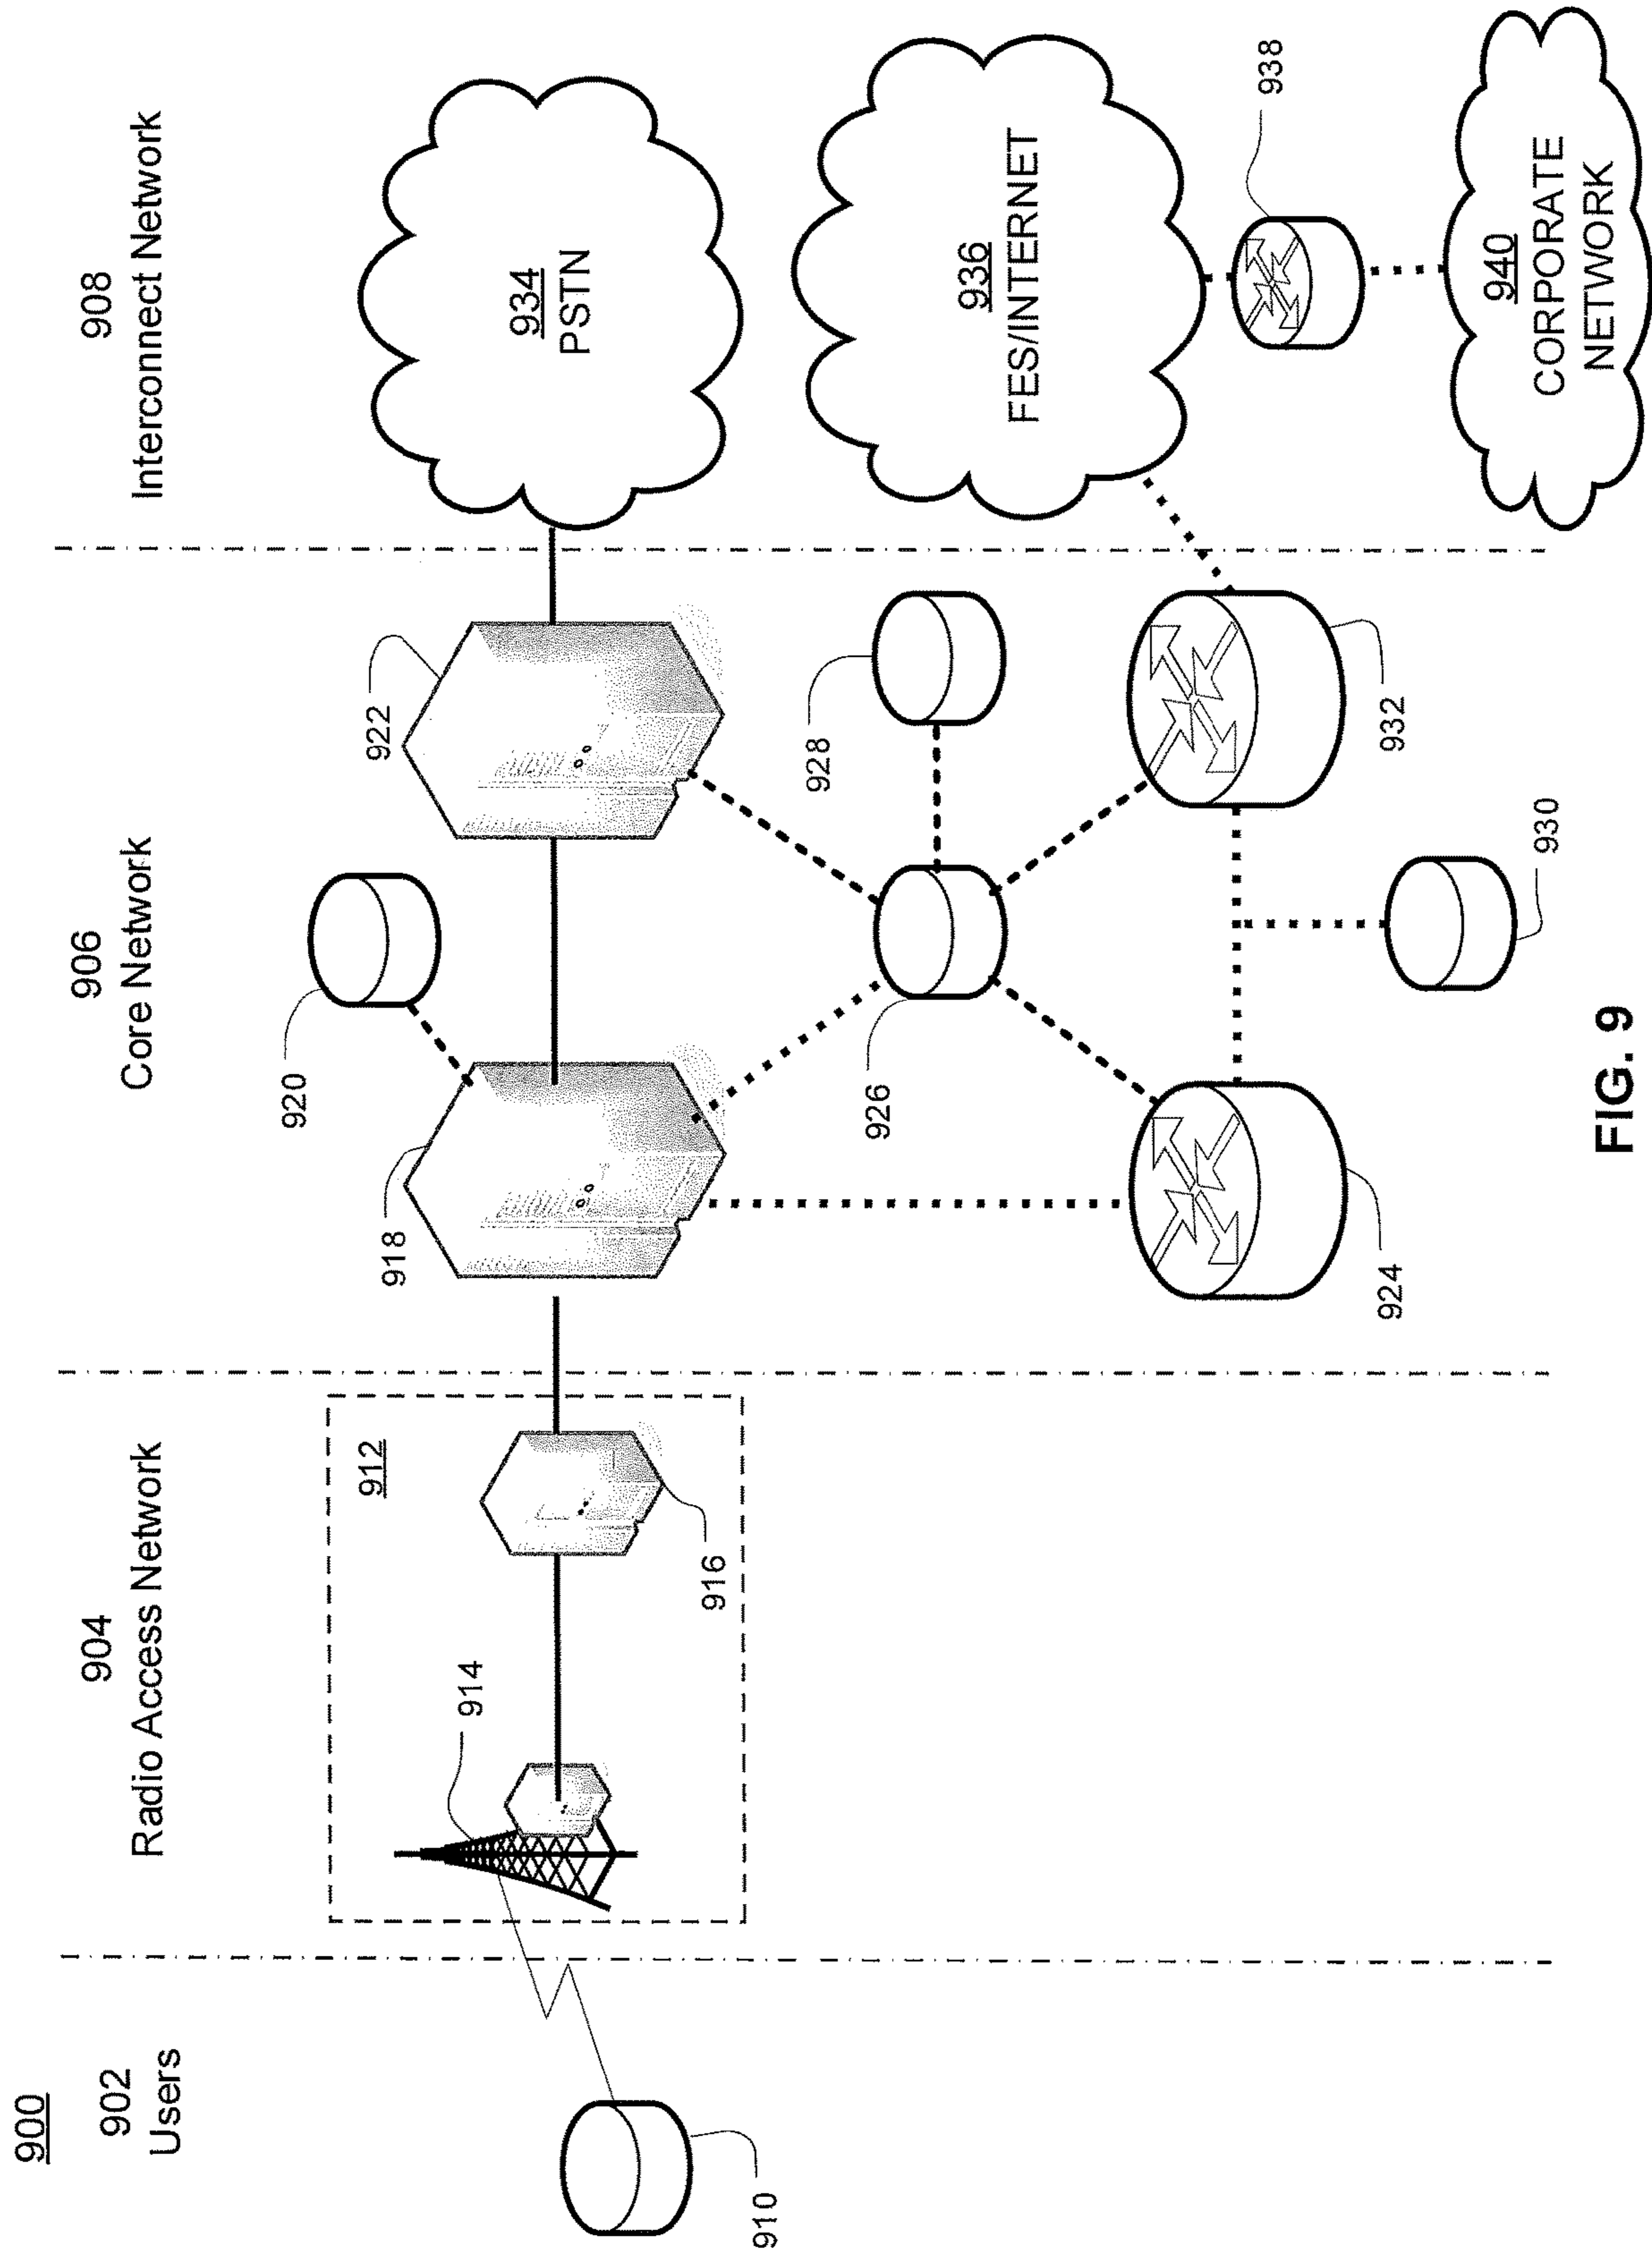 900
902
Users
904
Radio Access Network
906
Core Network
908
Interconnect Network
910
912
914
916
918
920
922
924
926
928
930
932
934
PSTN
936
FES/INTERNET
938
940
CORPORATE
NETWORK
FIG. 9